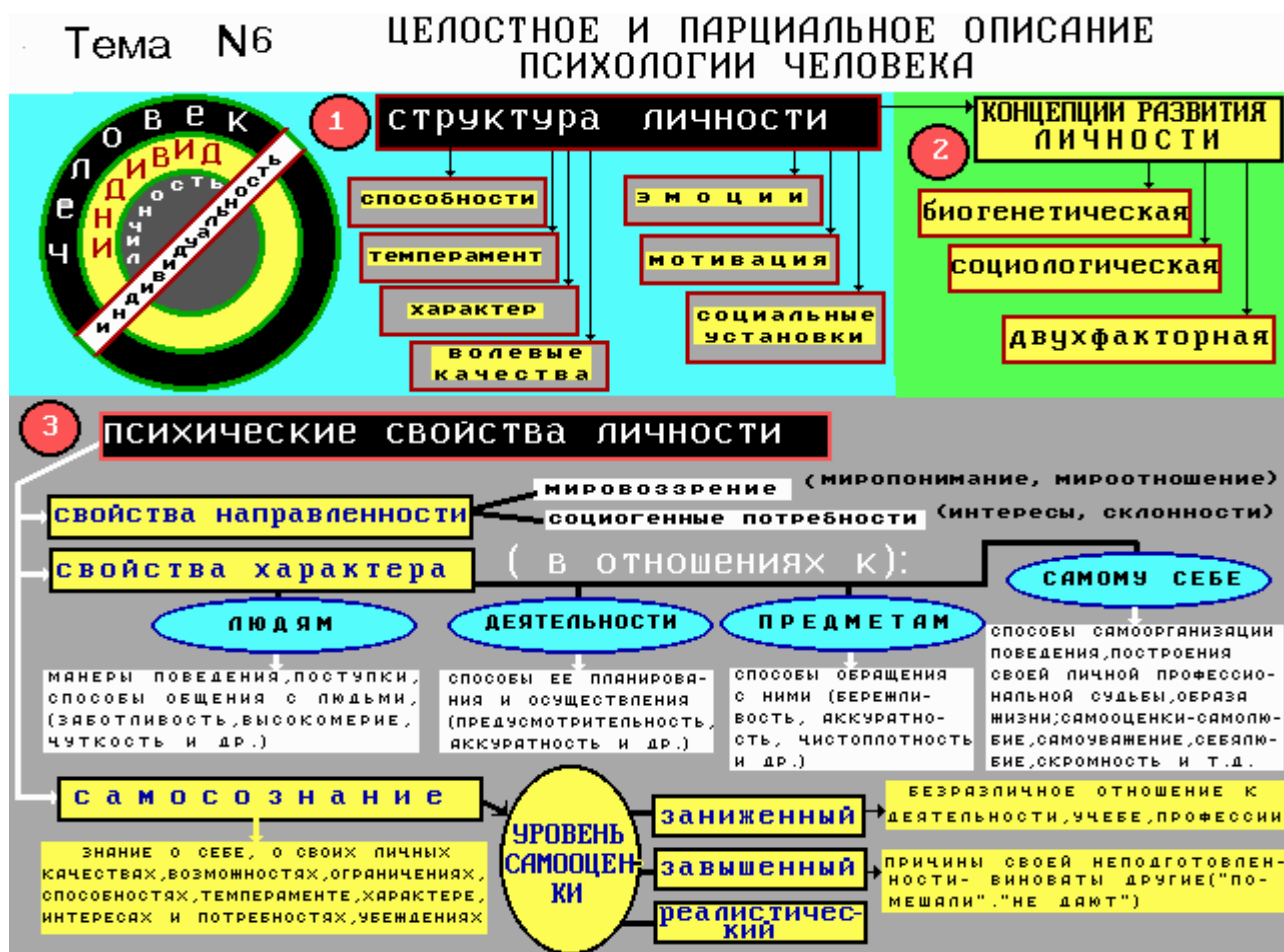 Тема N6
ЦЕЛОСТНОЕ И ПАРЦИАЛЬНОЕ ОПИСАНИЕ
ПСИХОЛОГИИ ЧЕЛОВЕКА
человек
индивид
личность
индивидуальность
1
структура личности
способности
темперамент
характер
волевые
качества
эмоции
мотивация
социальные
установки
2
КОНЦЕПЦИИ РАЗВИТИЯ
ЛИЧНОСТИ
биогенетическая
социологическая
двухфакторная
3
психические свойства личности
свойства направленности
мировоззрение
(миропонимание, мироотношение)
социогенные потребности
(интересы, склонности)
свойства характера
( в отношениях к):
людям
деятельности
предметам
самому себе
МАНЕРЫ ПОВЕДЕНИЯ,ПОСТУПКИ,
СПОСОБЫ ОБЩЕНИЯ С ЛЮДЬМИ,
(ЗАБОТЛИВОСТЬ,ВЫСОКОМЕРИЕ,
ЧУТКОСТЬ И ДР.)
СПОСОБЫ ЕЕ ПЛАНИРОВА-
НИЯ И ОСУЩЕСТВЛЕНИЯ
(ПРЕДУСМОТРИТЕЛЬНОСТЬ,
АККУРАТНОСТЬ И ДР.)
СПОСОБЫ ОБРАЩЕНИЯ
С НИМИ (БЕРЕЖЛИ-
ВОСТЬ, АККУРАТНО-
СТЬ, ЧИСТОПЛОТНОСТЬ
И ДР.)
СПОСОБЫ САМООРГАНИЗАЦИИ
ПОВЕДЕНИЯ,ПОСТРОЕНИЯ
СВОЕЙ ЛИЧНОЙ ПРОФЕССИО-
НАЛЬНОЙ СУДЬБЫ,ОБРАЗА
ЖИЗНИ;САМООЦЕНКИ-САМОЛЮ-
БИЕ,САМОУВАЖЕНИЕ,СЕБЯЛЮ-
БИЕ,СКРОМНОСТЬ И Т.Д.
самосознание
ЗНАНИЕ О СЕБЕ, О СВОИХ ЛИЧНЫХ
КАЧЕСТВАХ,ВОЗМОЖНОСТЯХ,ОГРАНИЧЕНИЯХ,
СПОСОБНОСТЯХ,ТЕМПЕРАМЕНТЕ,ХАРАКТЕРЕ,
ИНТЕРЕСАХ И ПОТРЕБНОСТЯХ,УБЕЖДЕНИЯХ
УРОВЕНЬ
САМООЦЕН-
КИ
заниженный
БЕЗРАЗЛИЧНОЕ ОТНОШЕНИЕ К
ДЕЯТЕЛЬНОСТИ,УЧЕБЕ,ПРОФЕССИИ
завышенный
ПРИЧИНЫ СВОЕЙ НЕПОДГОТОВЛЕН-
НОСТИ- ВИНОВАТЫ ДРУГИЕ("ПО-
МЕШАЛИ"."НЕ ДАЮТ")
реалистичес-
кий